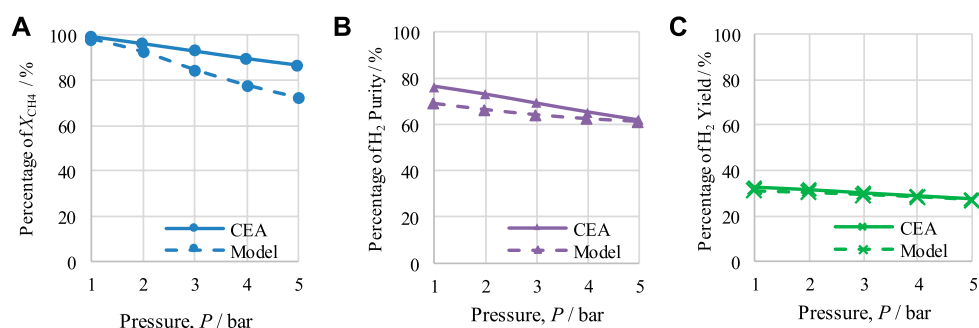 A
Percentage of X_CH4 / %
100
80
60
40
20
0
1 2 3 4 5
CEA
Model
Pressure, P / bar
B
Percentage of H2 Purity / %
100
80
60
40
20
0
1 2 3 4 5
CEA
Model
Pressure, P / bar
C
Percentage of H2 Yield / %
100
80
60
40
20
0
1 2 3 4 5
CEA
Model
Pressure, P / bar